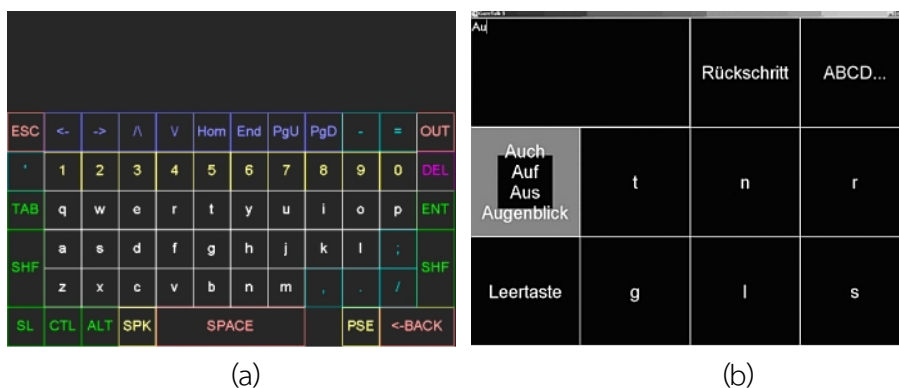 ESC <- -> /\ \/ Hom End PgU PgD - = OUT
' 1 2 3 4 5 6 7 8 9 0 DEL
TAB q w e r t y u i o p ENT
SHF a s d f g h j k l ; SHF
z x c v b n m , . /
SL CTL ALT SPK SPACE PSE <-BACK
(a)
Au
Rückschritt ABCD...
Auch
Auf
Aus
Augenblick
t n r
Leertaste g l s
(b)